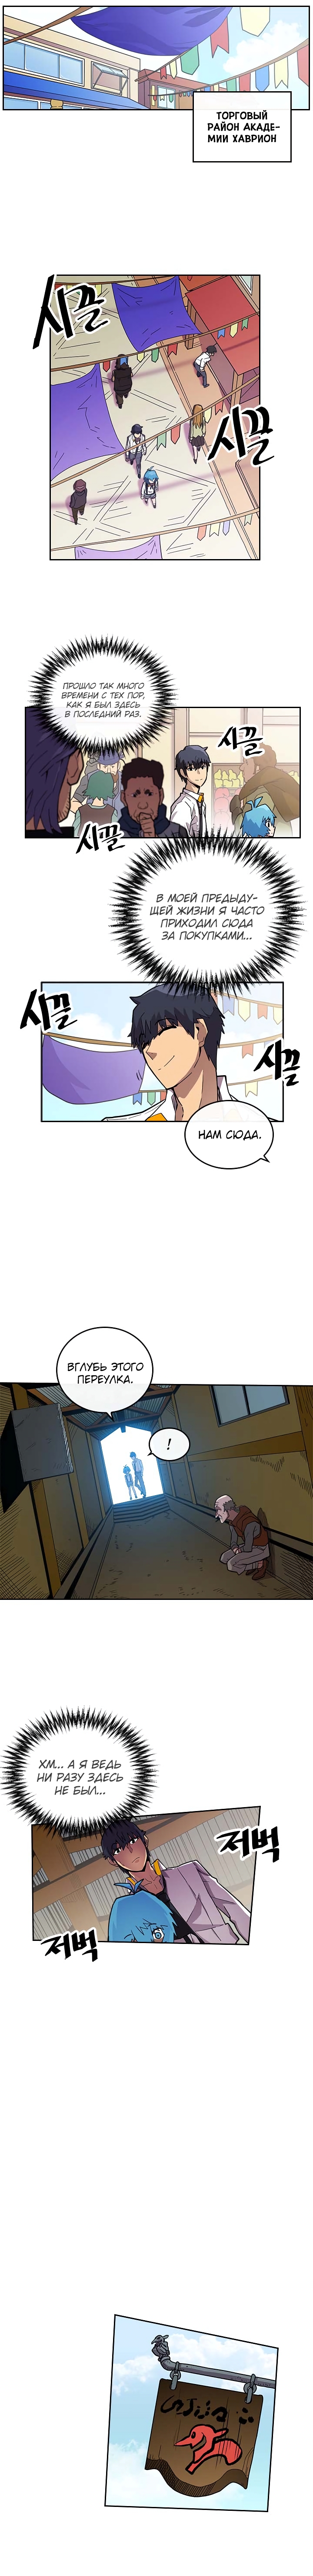 ТОРГОВЫЙ
РАЙОН АКАДЕ-
МИИ ХАВРИОН
시끌
시끌
ПРОШЛО ТАК МНОГО
ВРЕМЕНИ С ТЕХ ПОР,
КАК Я БЫЛ ЗДЕСЬ
В ПОСЛЕДНИЙ РАЗ.
시끌
시끌
В МОЕЙ ПРЕДЫДУ-
ЩЕЙ ЖИЗНИ Я ЧАСТО
ПРИХОДИЛ СЮДА
ЗА ПОКУПКАМИ...
시끌
시끌
НАМ СЮДА.
ВГЛУБЬ ЭТОГО
ПЕРЕУЛКА.
!
ХМ... А Я ВЕДЬ
НИ РАЗУ ЗДЕСЬ
НЕ БЫЛ...
저벅
저벅